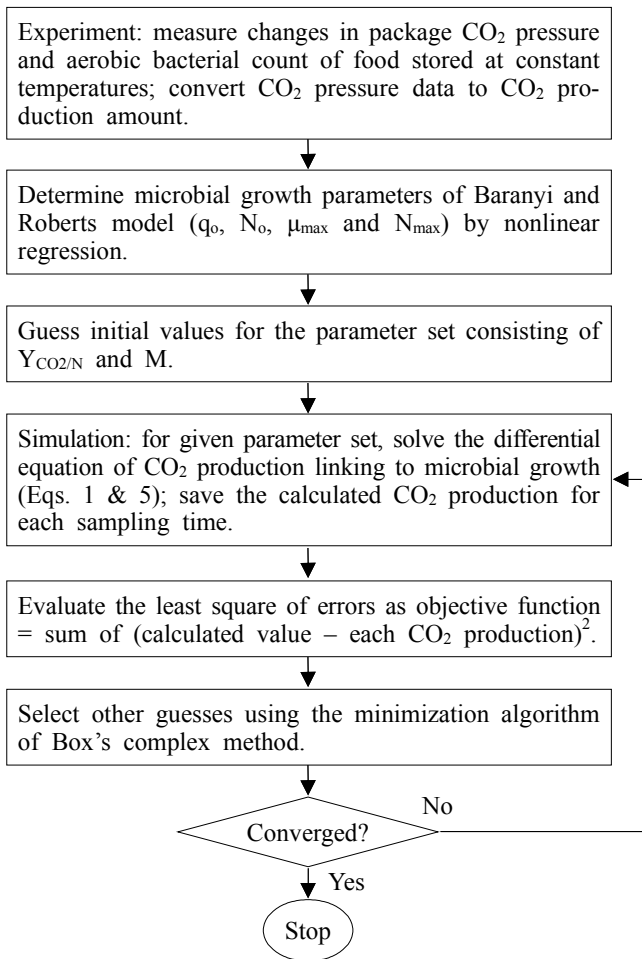 Experiment: measure changes in package CO₂ pressure
and aerobic bacterial count of food stored at constant
temperatures; convert CO₂ pressure data to CO₂ pro-
duction amount.
Determine microbial growth parameters of Baranyi and
Roberts model (qₒ, Nₒ, μₘₐₓ and Nₘₐₓ) by nonlinear
regression.
Guess initial values for the parameter set consisting of
Y_CO2/N and M.
Simulation: for given parameter set, solve the differential
equation of CO₂ production linking to microbial growth
(Eqs. 1 & 5); save the calculated CO₂ production for
each sampling time.
Evaluate the least square of errors as objective function
= sum of (calculated value – each CO₂ production)².
Select other guesses using the minimization algorithm
of Box's complex method.
Converged?
No
Yes
Stop